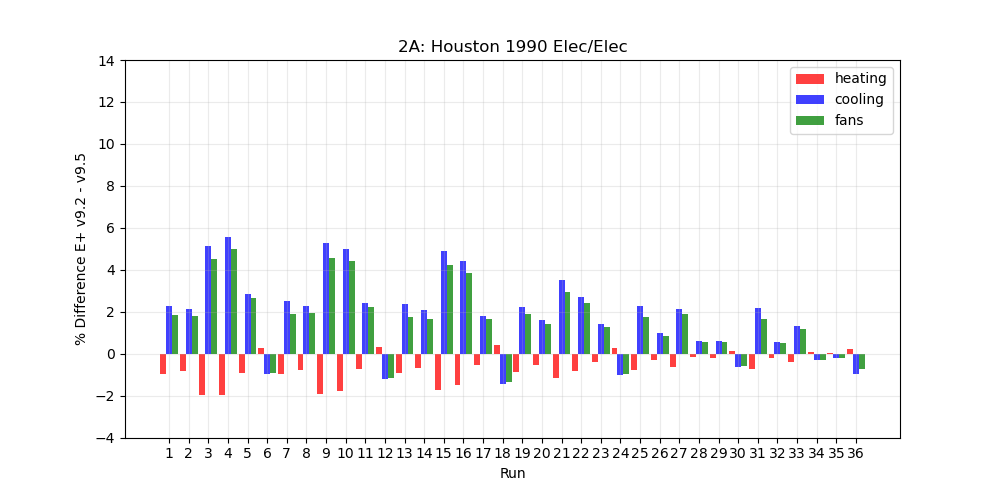 2A: Houston 1990 Elec/Elec
heating
cooling
fans
% Difference E+ v9.2 - v9.5
14
12
10
8
6
4
2
0
−2
−4
1 2 3 4 5 6 7 8 9 10 11 12 13 14 15 16 17 18 19 20 21 22 23 24 25 26 27 28 29 30 31 32 33 34 35 36
Run